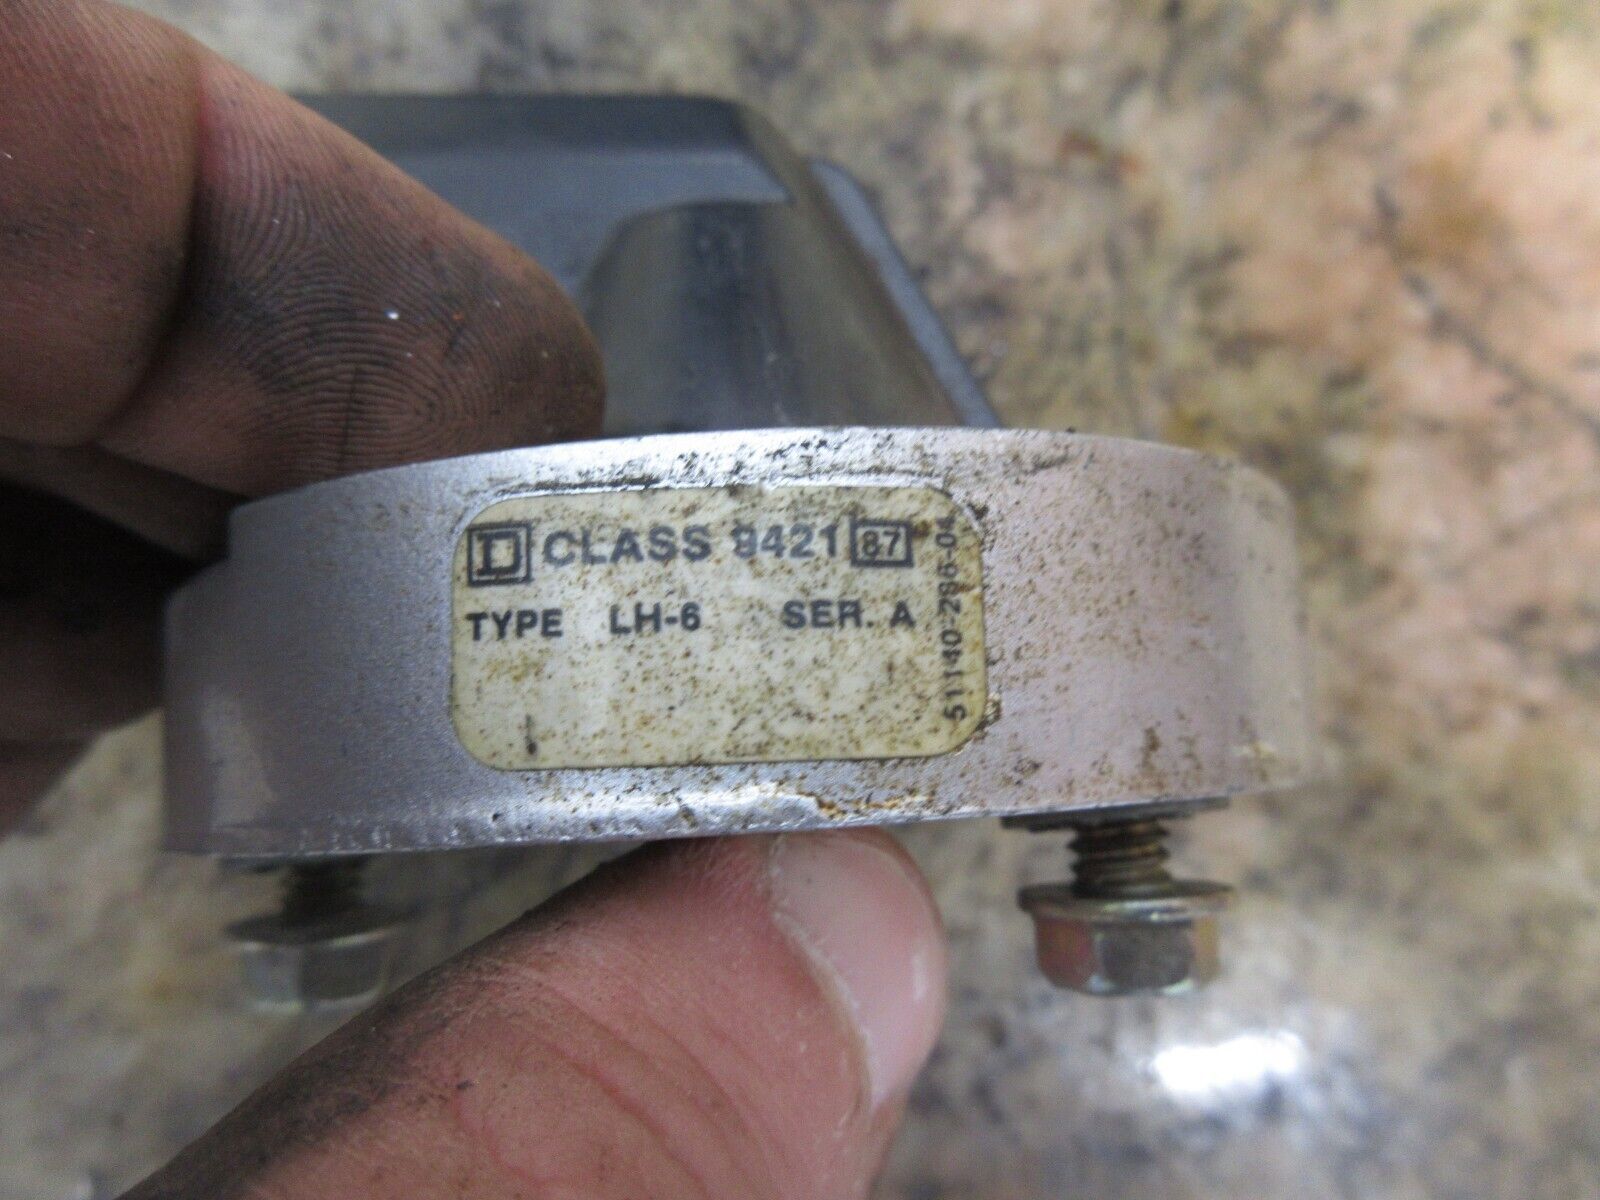 D CLASS 9421 87
TYPE LH-6 SER. A
51140-296-04